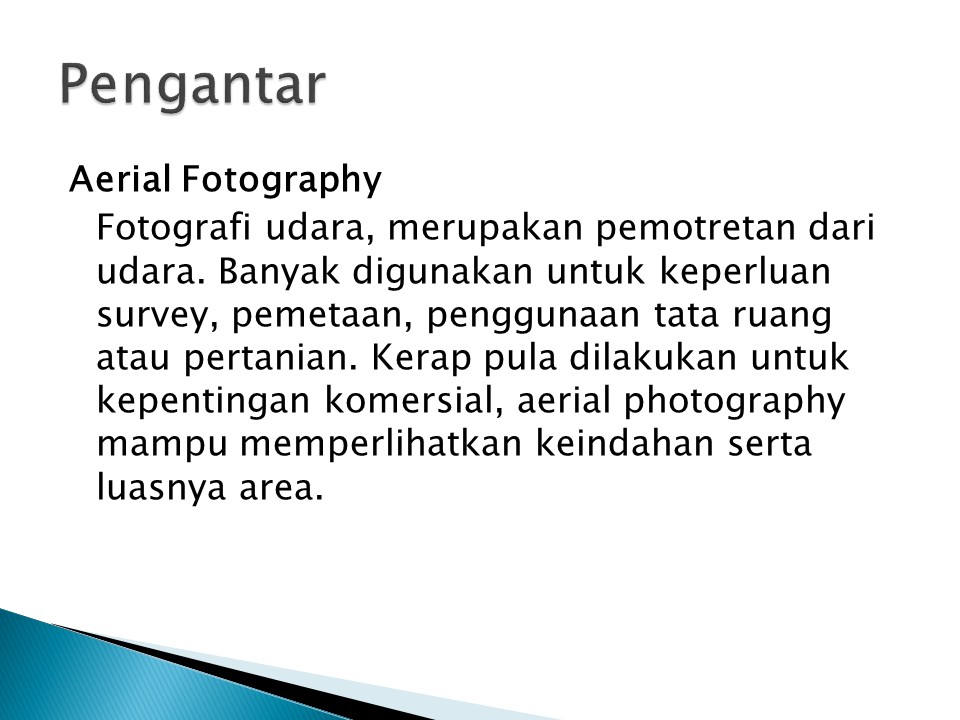 Pengantar
Aerial Fotography
Fotografi udara, merupakan pemotretan dari
udara. Banyak digunakan untuk keperluan
survey, pemetaan, penggunaan tata ruang
atau pertanian. Kerap pula dilakukan untuk
kepentingan komersial, aerial photography
mampu memperlihatkan keindahan serta
luasnya area.